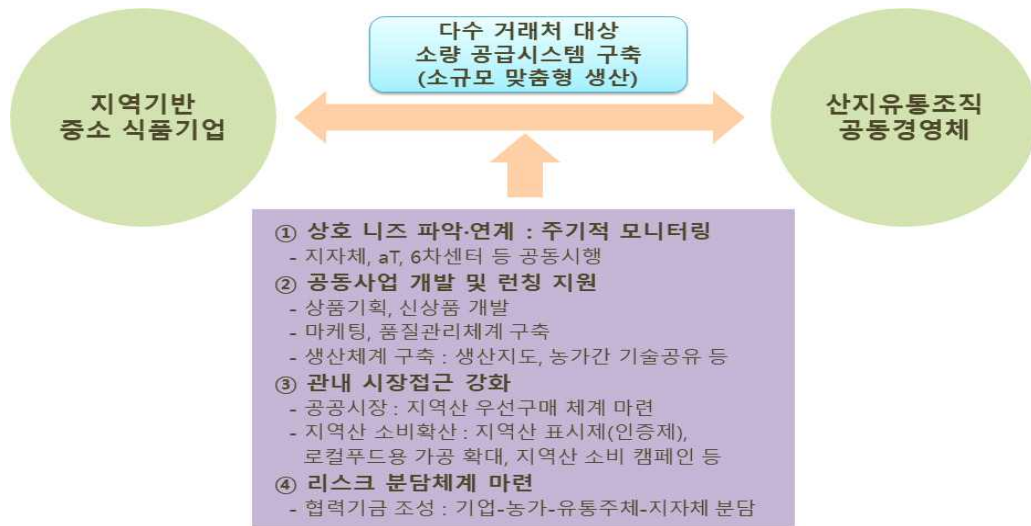 다수 거래처 대상
소량 공급시스템 구축
(소규모 맞춤형 생산)
지역기반
중소 식품기업
산지유통조직
공동경영체
① 상호 니즈 파악·연계 : 주기적 모니터링
- 지자체, aT, 6차센터 등 공동시행
② 공동사업 개발 및 런칭 지원
- 상품기획, 신상품 개발
- 마케팅, 품질관리체계 구축
- 생산체계 구축 : 생산지도, 농가간 기술공유 등
③ 관내 시장접근 강화
- 공공시장 : 지역산 우선구매 체계 마련
- 지역산 소비확산 : 지역산 표시제(인증제),
로컬푸드용 가공 확대, 지역산 소비 캠페인 등
④ 리스크 분담체계 마련
- 협력기금 조성 : 기업-농가-유통주체-지자체 분담